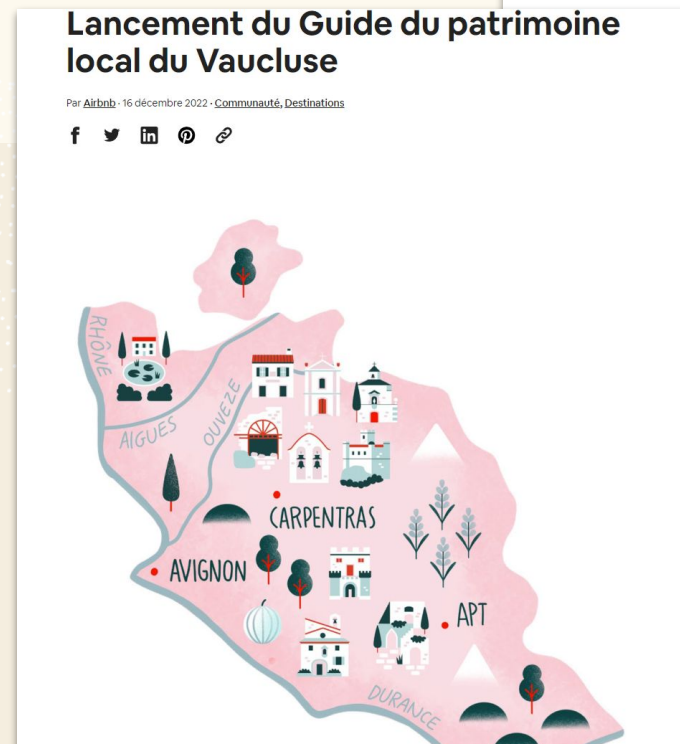 Lancement du Guide du patrimoine
local du Vaucluse
Par Airbnb · 16 décembre 2022 · Communauté, Destinations
RHÔNE
AIGUES
OUVEZE
CARPENTRAS
AVIGNON
APT
DURANCE